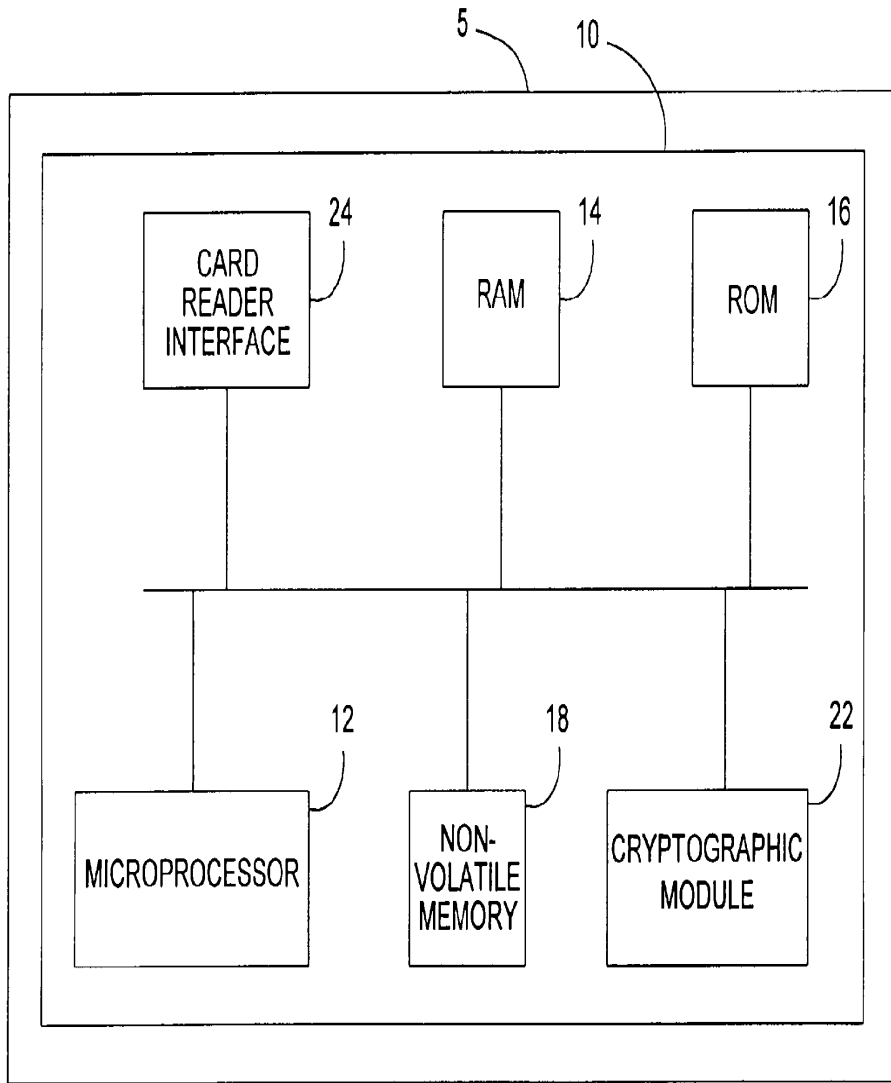 5
10
24
14
16
CARD
READER
INTERFACE
RAM
ROM
12
18
22
MICROPROCESSOR
NON-
VOLATILE
MEMORY
CRYPTOGRAPHIC
MODULE